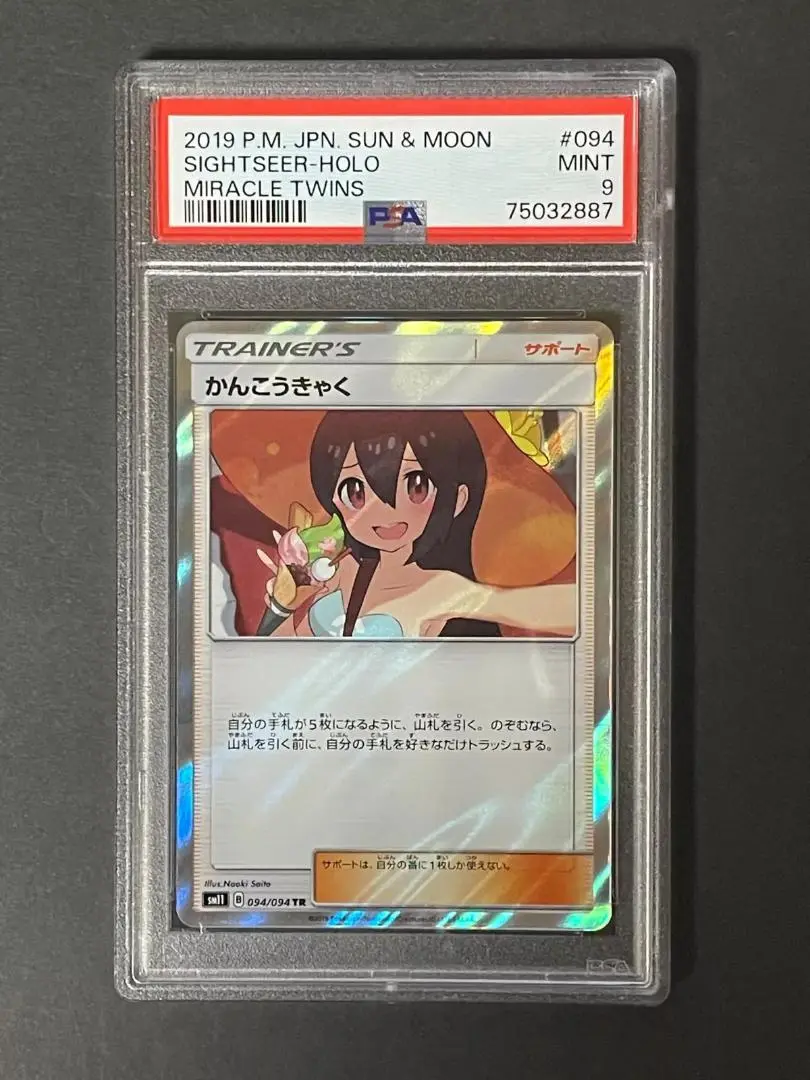 2019 P.M. JPN. SUN & MOON #094
SIGHTSEER-HOLO MINT
MIRACLE TWINS 9
PSA 75032887
TRAINER'S サポート
かんこうきゃく
自分の手札が5枚になるように、山札を引く。のぞむなら、
山札を引く前に、自分の手札を好きなだけトラッシュする。
サポートは、自分の番に1枚しか使えない。
Illus. Naoki Saito
sm11 B 094/094 TR
PSA